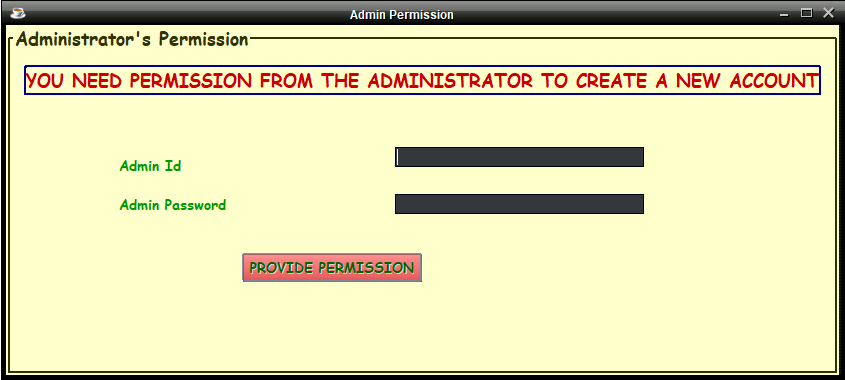 Admin Permission
Administrator's Permission
YOU NEED PERMISSION FROM THE ADMINISTRATOR TO CREATE A NEW ACCOUNT
Admin Id
Admin Password
PROVIDE PERMISSION